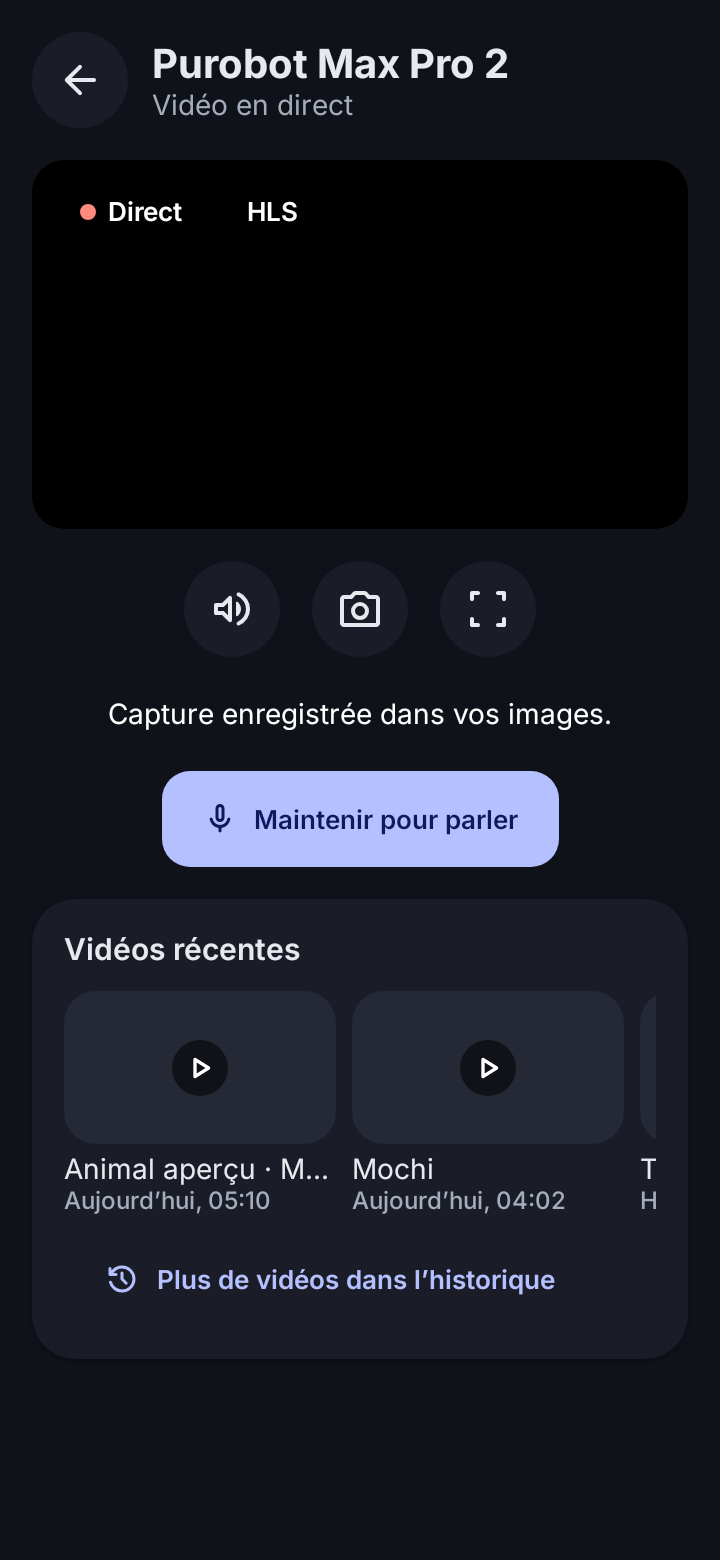 Purobot Max Pro 2
Vidéo en direct
Direct HLS
Capture enregistrée dans vos images.
Maintenir pour parler
Vidéos récentes
Animal aperçu · M... Mochi T
Aujourd’hui, 05:10 Aujourd’hui, 04:02 H
Plus de vidéos dans l’historique